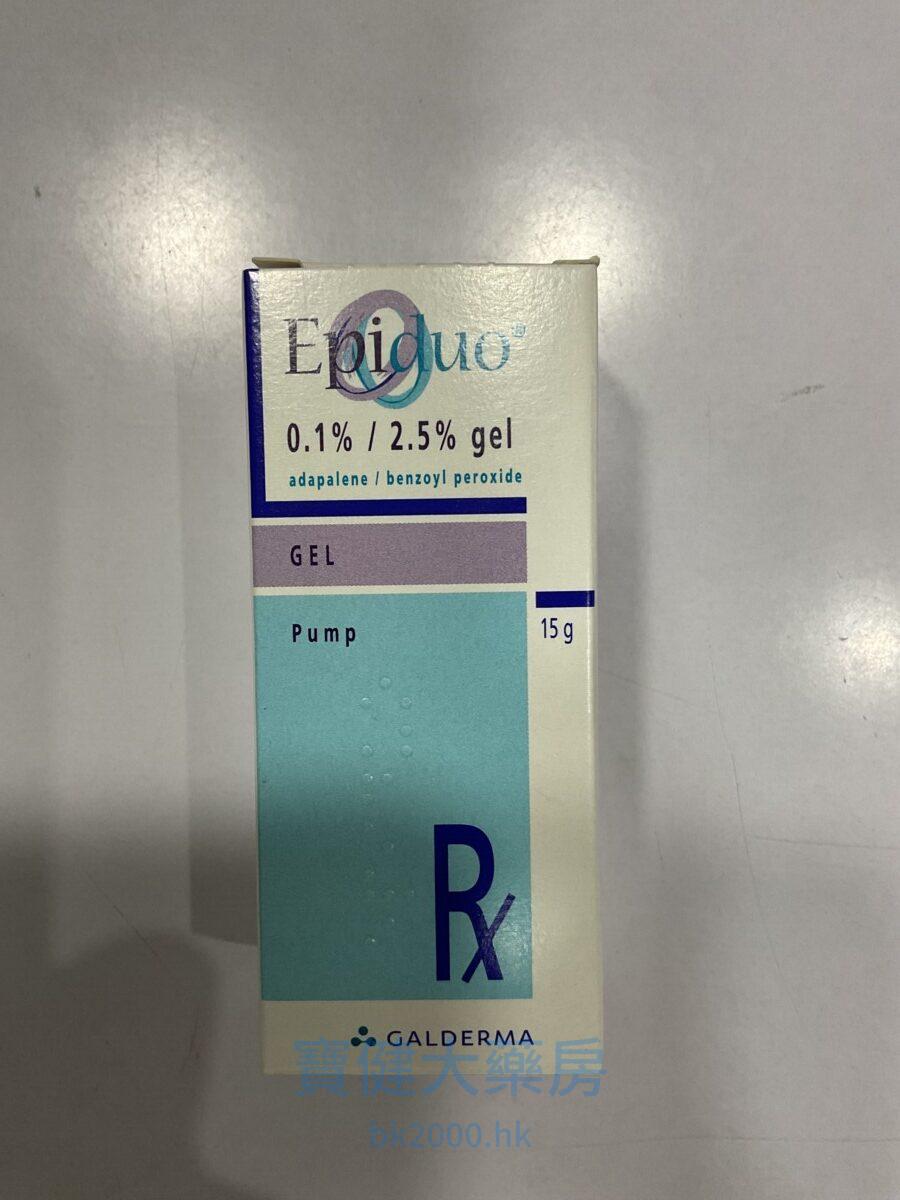 Epiduo®
0.1% / 2.5% gel
adapalene / benzoyl peroxide
GEL
Pump
15 g
Rx
GALDERMA
寶健大藥房
bk2000.hk